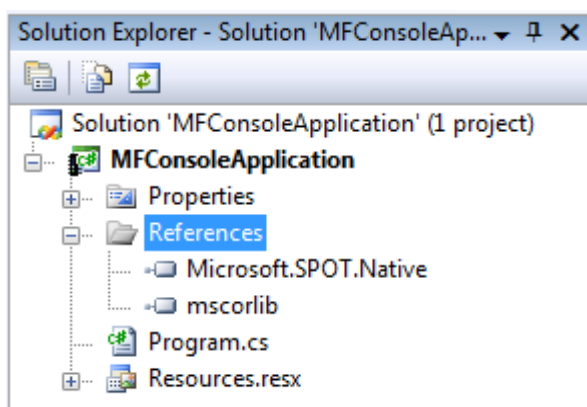 Solution Explorer - Solution 'MFConsoleAp...
Solution 'MFConsoleApplication' (1 project)
MFConsoleApplication
Properties
References
Microsoft.SPOT.Native
mscorlib
Program.cs
Resources.resx